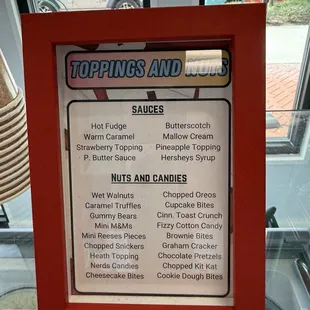 TOPPINGS AND NUTS
SAUCES
Hot Fudge Butterscotch
Warm Caramel Mallow Cream
Strawberry Topping Pineapple Topping
P. Butter Sauce Hersheys Syrup
NUTS AND CANDIES
Wet Walnuts Chopped Oreos
Caramel Truffles Cupcake Bites
Gummy Bears Cinn. Toast Crunch
Mini M&Ms Fizzy Cotton Candy
Mini Reeses Pieces Brownie Bites
Chopped Snickers Graham Cracker
Heath Topping Chocolate Pretzels
Nerds Candies Chopped Kit Kat
Cheesecake Bites Cookie Dough Bites